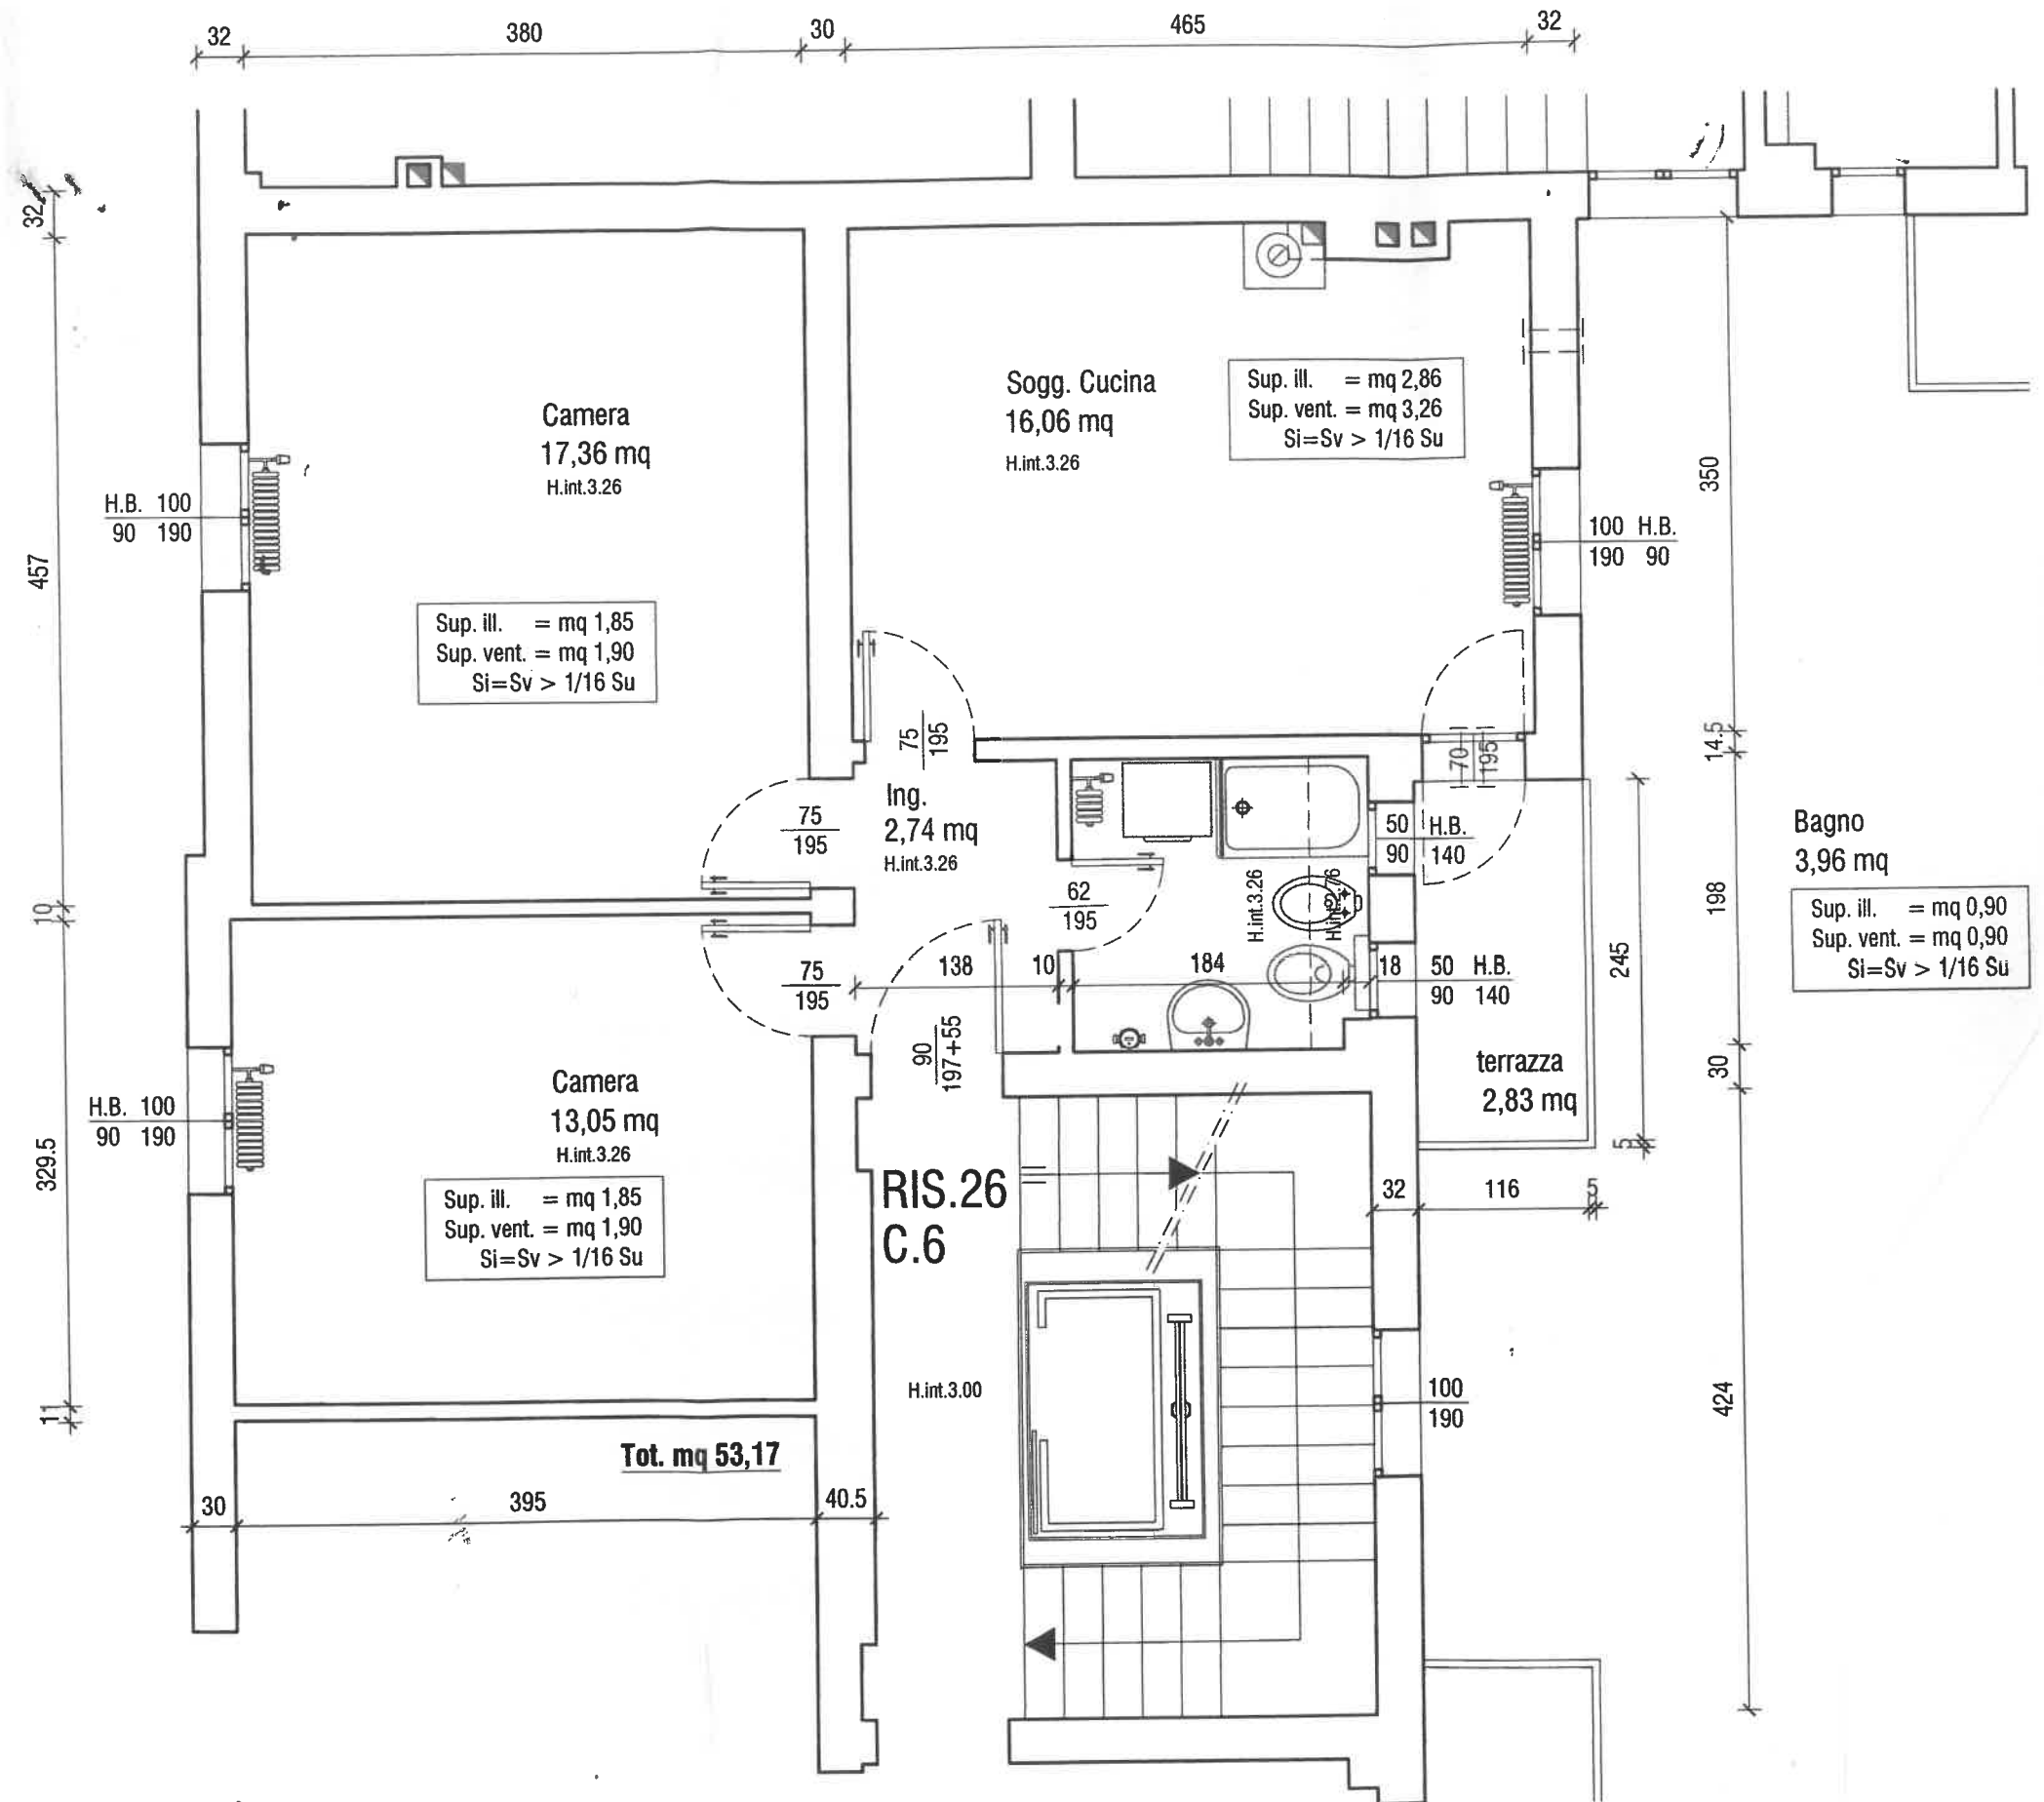 32
380
30
465
32
32
457
10
329.5
11
Camera
17,36 mq
H.int.3.26
H.B. 100
90 190
Sup. ill. = mq 1,85
Sup. vent. = mq 1,90
Si=Sv > 1/16 Su
Sogg. Cucina
16,06 mq
H.int.3.26
Sup. ill. = mq 2,86
Sup. vent. = mq 3,26
Si=Sv > 1/16 Su
100 H.B.
190 90
350
14.5
198
30
424
75
195
70
195
Ing.
2,74 mq
H.int.3.26
75
195
62
195
75
195
138
10
184
18
H.int.3.26
50 H.B.
90 140
50 H.B.
90 140
Bagno
3,96 mq
Sup. ill. = mq 0,90
Sup. vent. = mq 0,90
Si=Sv > 1/16 Su
245
5
90
197+55
terrazza
2,83 mq
32
116
5
Camera
13,05 mq
H.int.3.26
H.B. 100
90 190
Sup. ill. = mq 1,85
Sup. vent. = mq 1,90
Si=Sv > 1/16 Su
RIS.26
C.6
H.int.3.00
100
190
Tot. mq 53,17
30
395
40.5